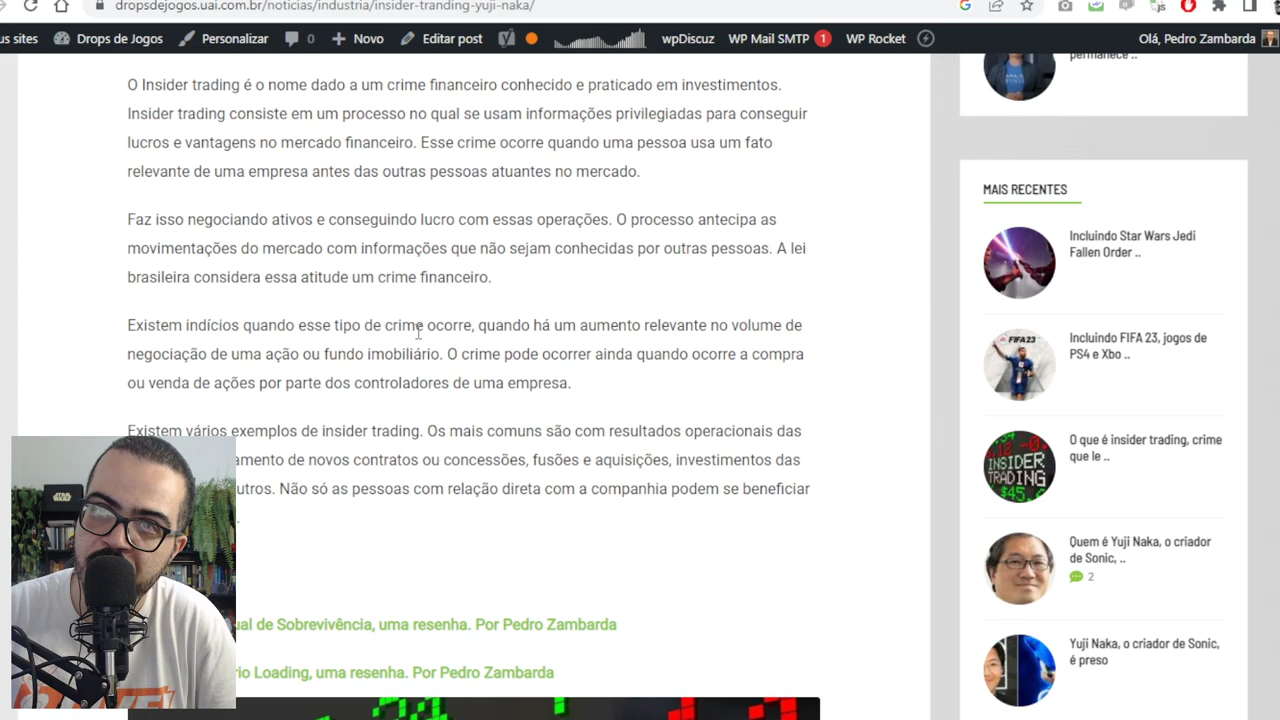 dropsdejogos.uai.com.br/noticias/industria/insider-tranding-yuji-naka/
us sites Drops de Jogos Personalizar 0 Novo Editar post wpDiscuz WP Mail SMTP 1 WP Rocket Olá, Pedro Zambarda
O Insider trading é o nome dado a um crime financeiro conhecido e praticado em investimentos.
Insider trading consiste em um processo no qual se usam informações privilegiadas para conseguir
lucros e vantagens no mercado financeiro. Esse crime ocorre quando uma pessoa usa um fato
relevante de uma empresa antes das outras pessoas atuantes no mercado.
Faz isso negociando ativos e conseguindo lucro com essas operações. O processo antecipa as
movimentações do mercado com informações que não sejam conhecidas por outras pessoas. A lei
brasileira considera essa atitude um crime financeiro.
Existem indícios quando esse tipo de crime ocorre, quando há um aumento relevante no volume de
negociação de uma ação ou fundo imobiliário. O crime pode ocorrer ainda quando ocorre a compra
ou venda de ações por parte dos controladores de uma empresa.
Existem vários exemplos de insider trading. Os mais comuns são com resultados operacionais das
amento de novos contratos ou concessões, fusões e aquisições, investimentos das
utros. Não só as pessoas com relação direta com a companhia podem se beneficiar
.
ual de Sobrevivência, uma resenha. Por Pedro Zambarda
rio Loading, uma resenha. Por Pedro Zambarda
permanece ..
MAIS RECENTES
Incluindo Star Wars Jedi
Fallen Order ..
FIFA 23
Incluindo FIFA 23, jogos de
PS4 e Xbo ..
INSIDER
TRADING
O que é insider trading, crime
que le ..
Quem é Yuji Naka, o criador
de Sonic, ..
2
Yuji Naka, o criador de Sonic,
é preso
STAR WARS